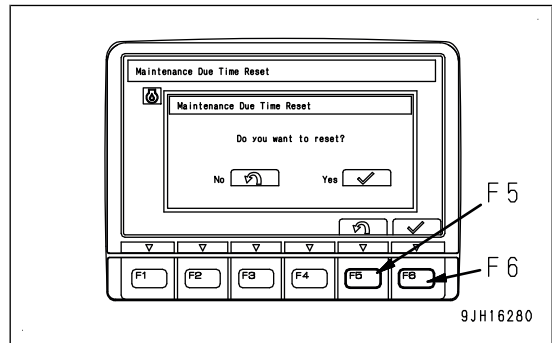 Maintenance Due Time Reset
Maintenance Due Time Reset
Do you want to reset?
No Yes
F5
F1 F2 F3 F4 F5 F6
F6
9JH16280